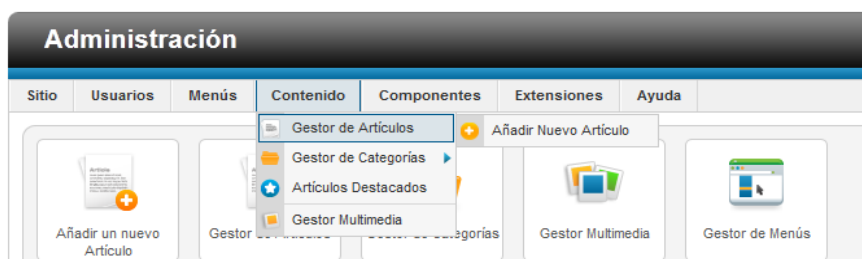 Administración
Sitio Usuarios Menús Contenido Componentes Extensiones Ayuda
Gestor de Artículos
Añadir Nuevo Artículo
Gestor de Categorías
Artículos Destacados
Gestor Multimedia
Añadir un nuevo
Artículo
Gestor
Gestor Multimedia
Gestor de Menús